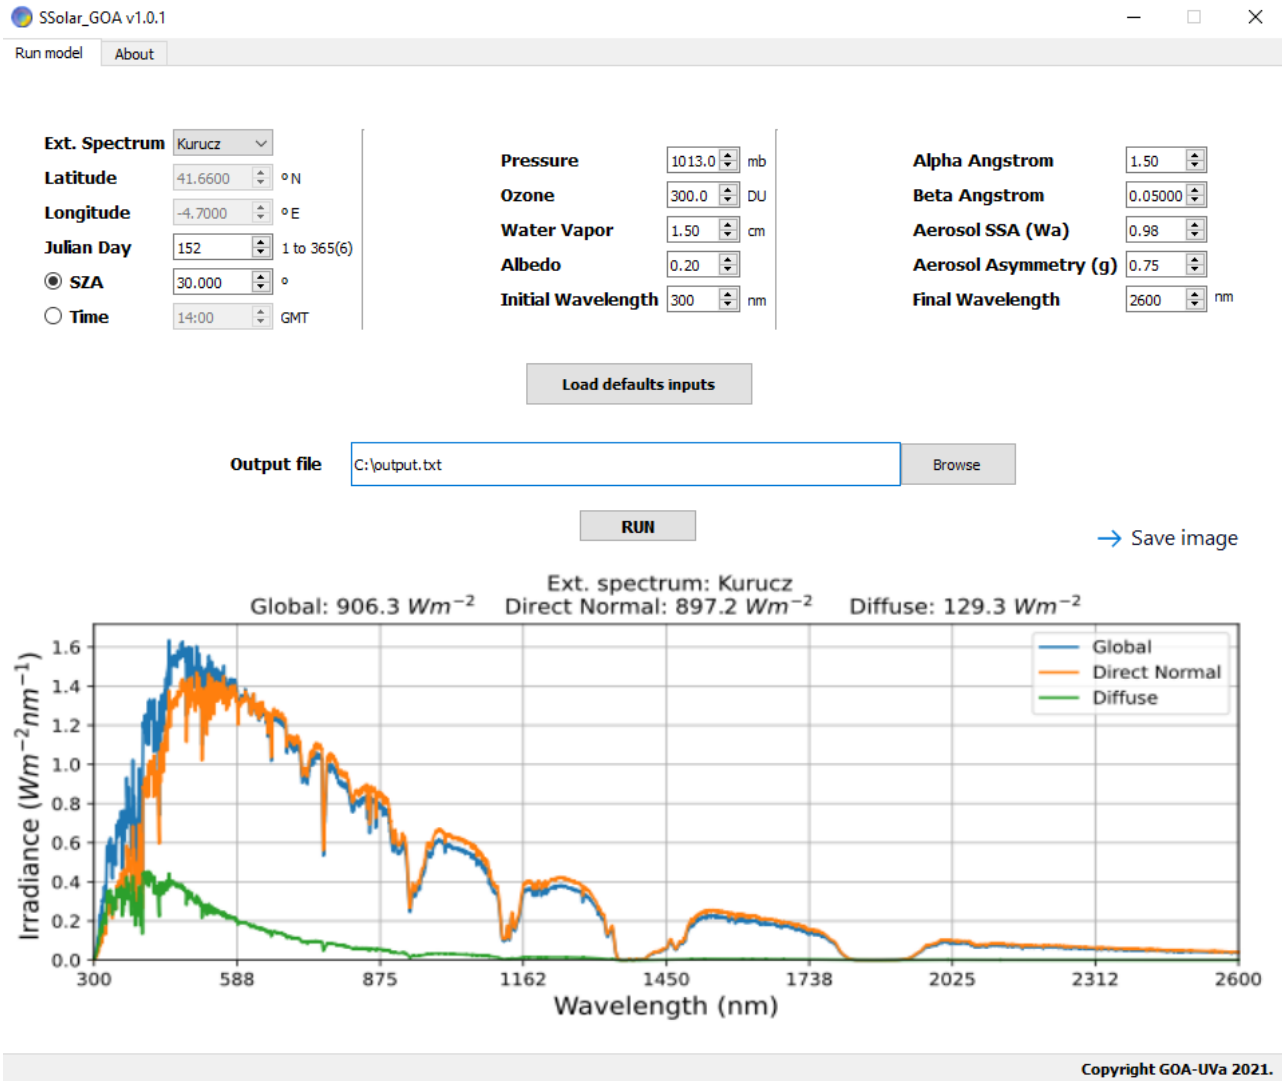 SSolar_GOA v1.0.1
Run model About
Ext. Spectrum Kurucz
Latitude 41.6600 º N
Longitude -4.7000 º E
Julian Day 152 1 to 365(6)
SZA 30.000 º
Time 14:00 GMT
Pressure 1013.0 mb
Ozone 300.0 DU
Water Vapor 1.50 cm
Albedo 0.20
Initial Wavelength 300 nm
Alpha Angstrom 1.50
Beta Angstrom 0.05000
Aerosol SSA (Wa) 0.98
Aerosol Asymmetry (g) 0.75
Final Wavelength 2600 nm
Load defaults inputs
Output file C:\output.txt Browse
RUN
→ Save image
Ext. spectrum: Kurucz
Global: 906.3 Wm⁻² Direct Normal: 897.2 Wm⁻² Diffuse: 129.3 Wm⁻²
Irradiance (Wm⁻²nm⁻¹)
1.6
1.4
1.2
1.0
0.8
0.6
0.4
0.2
0.0
Global
Direct Normal
Diffuse
300 588 875 1162 1450 1738 2025 2312 2600
Wavelength (nm)
Copyright GOA-UVa 2021.